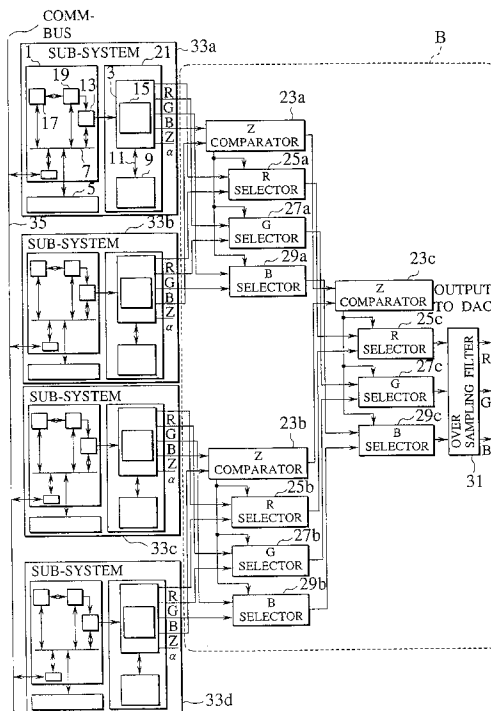 COMM-
BUS
33a
SUB-SYSTEM
B
1
19
13
3
21
15
17
R
G
B
Z
α
7
11
9
5
35
23a
Z
COMPARATOR
25a
R
SELECTOR
27a
G
SELECTOR
29a
B
SELECTOR
33b
SUB-SYSTEM
R
G
B
Z
α
23c
Z
COMPARATOR
OUTPUT
TO DAC
25c
R
SELECTOR
27c
G
SELECTOR
29c
B
SELECTOR
OVER
SAMPLING FILTER
R
G
B
31
SUB-SYSTEM
R
G
B
Z
α
33c
23b
Z
COMPARATOR
25b
R
SELECTOR
27b
G
SELECTOR
29b
B
SELECTOR
SUB-SYSTEM
R
G
B
Z
α
33d